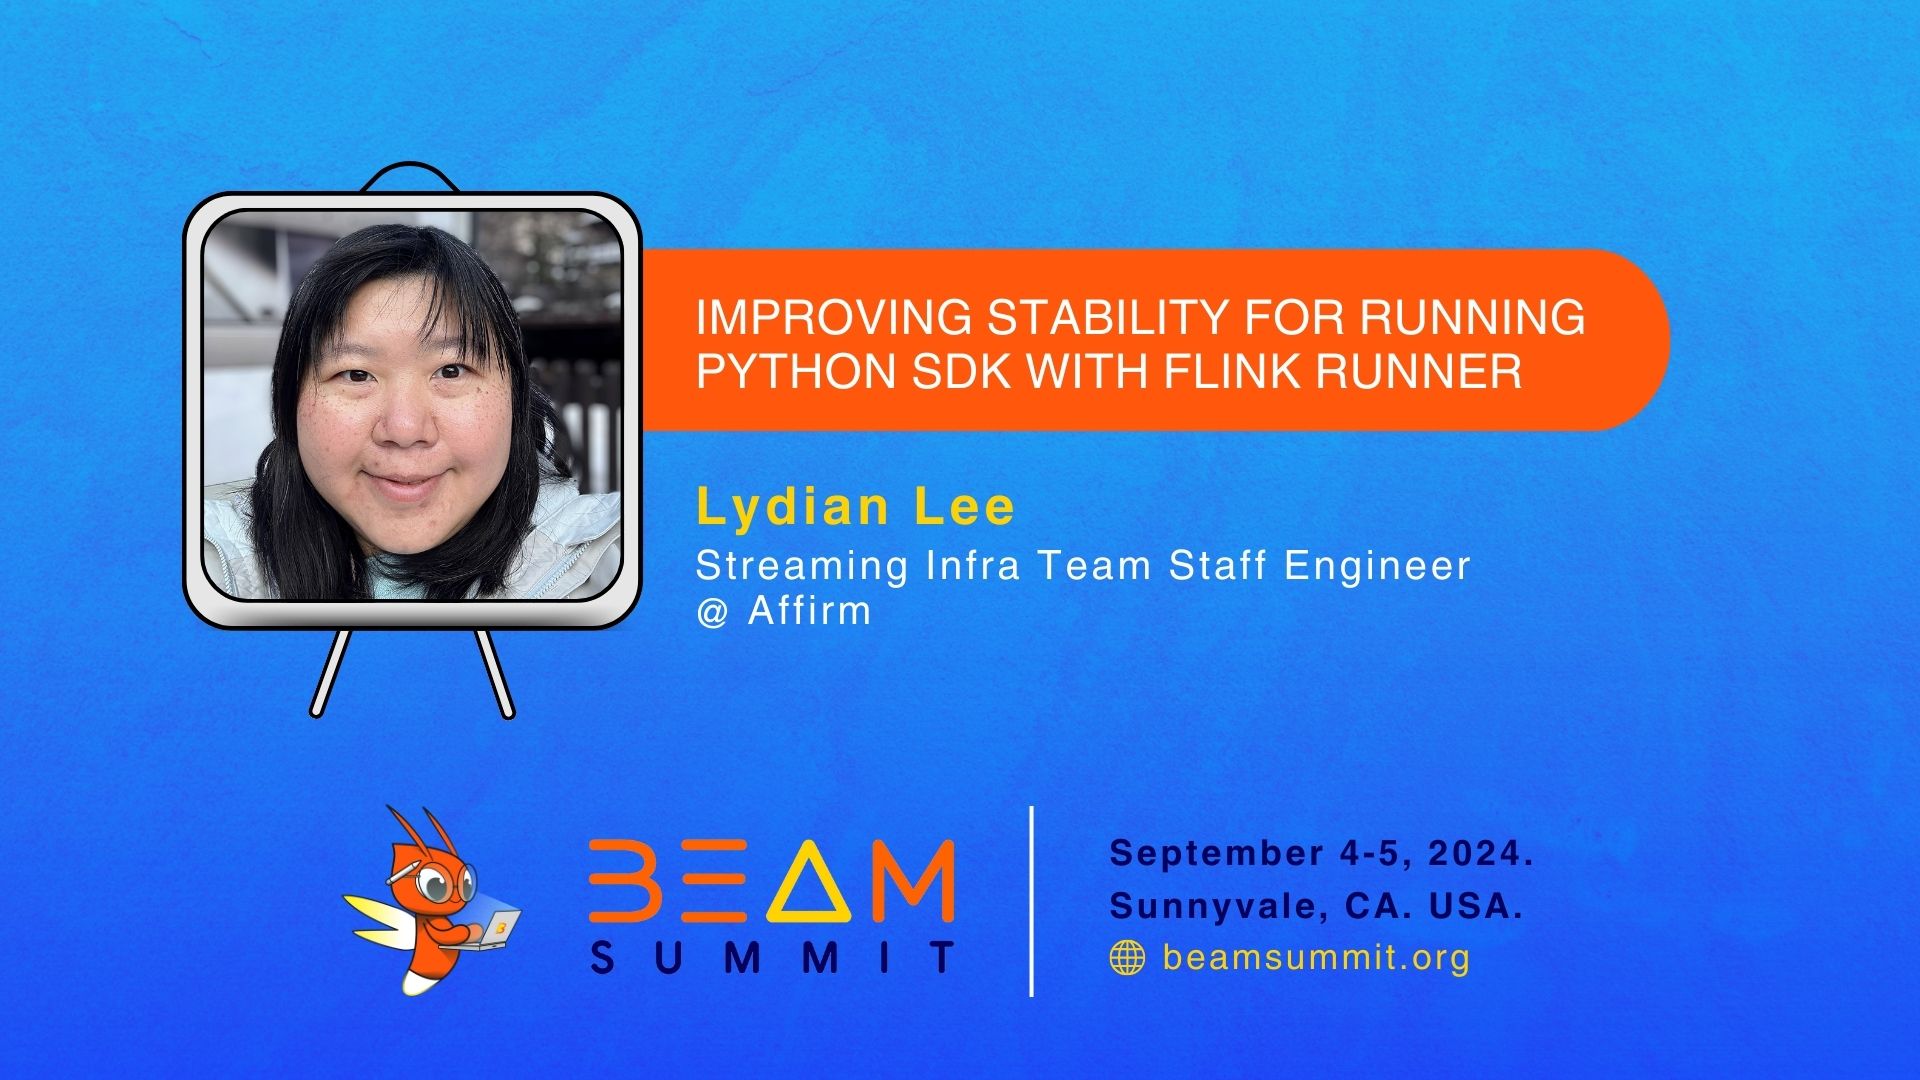 IMPROVING STABILITY FOR RUNNING
PYTHON SDK WITH FLINK RUNNER
Lydian Lee
Streaming Infra Team Staff Engineer
@ Affirm
BEAM
SUMMIT
September 4-5, 2024.
Sunnyvale, CA. USA.
beamsummit.org